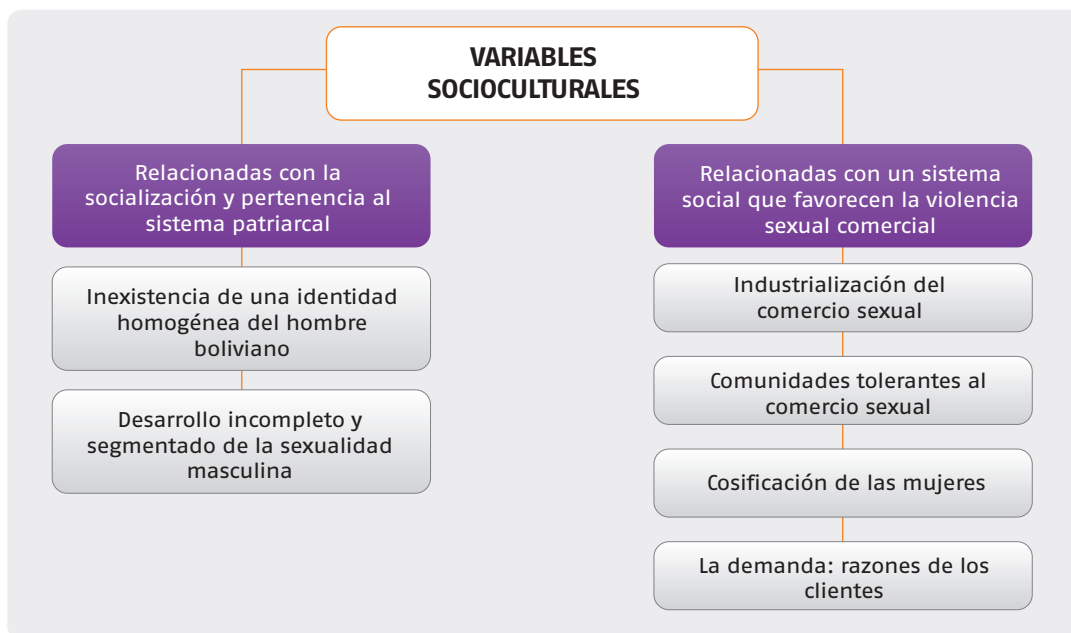 VARIABLES
SOCIOCULTURALES
Relacionadas con la
socialización y pertenencia al
sistema patriarcal
Inexistencia de una identidad
homogénea del hombre
boliviano
Desarrollo incompleto y
segmentado de la sexualidad
masculina
Relacionadas con un sistema
social que favorecen la violencia
sexual comercial
Industrialización del
comercio sexual
Comunidades tolerantes al
comercio sexual
Cosificación de las mujeres
La demanda: razones de los
clientes